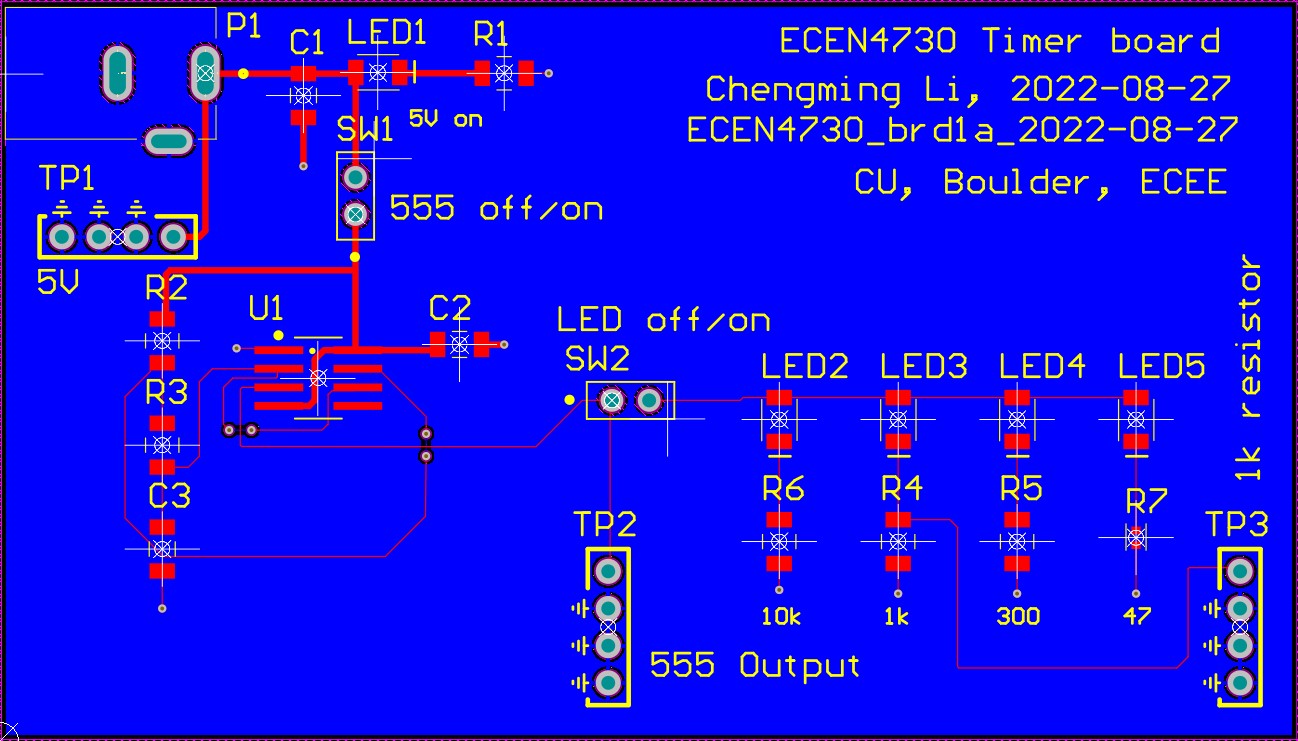 P1
C1
LED1
R1
ECEN4730 Timer board
Chengming Li, 2022-08-27
ECEN4730_brd1a_2022-08-27
CU, Boulder, ECEE
5V on
SW1
TP1
555 off/on
5V
R2
U1
C2
LED off/on
SW2
LED2
LED3
LED4
LED5
1k resistor
R3
C3
R6
R4
R5
R7
TP2
TP3
10k
1k
300
47
555 Output